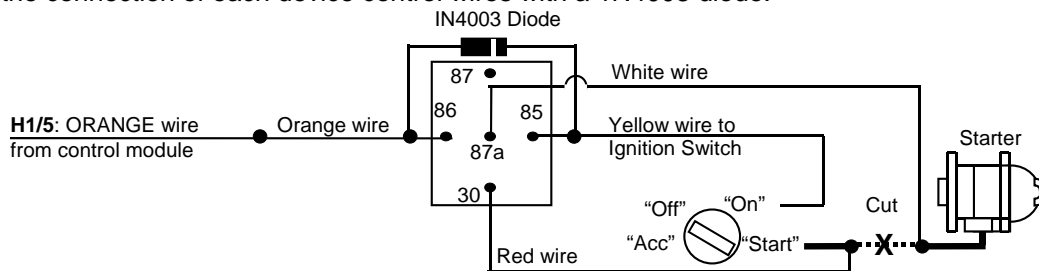 the connection of each device control wires with a 1N4003 diode.
IN4003 Diode
87
White wire
86
85
H1/5: ORANGE wire
from control module
Orange wire
87a
Yellow wire to
Ignition Switch
Starter
30
“Off”
“On”
Cut
“Acc”
“Start”
X
Red wire